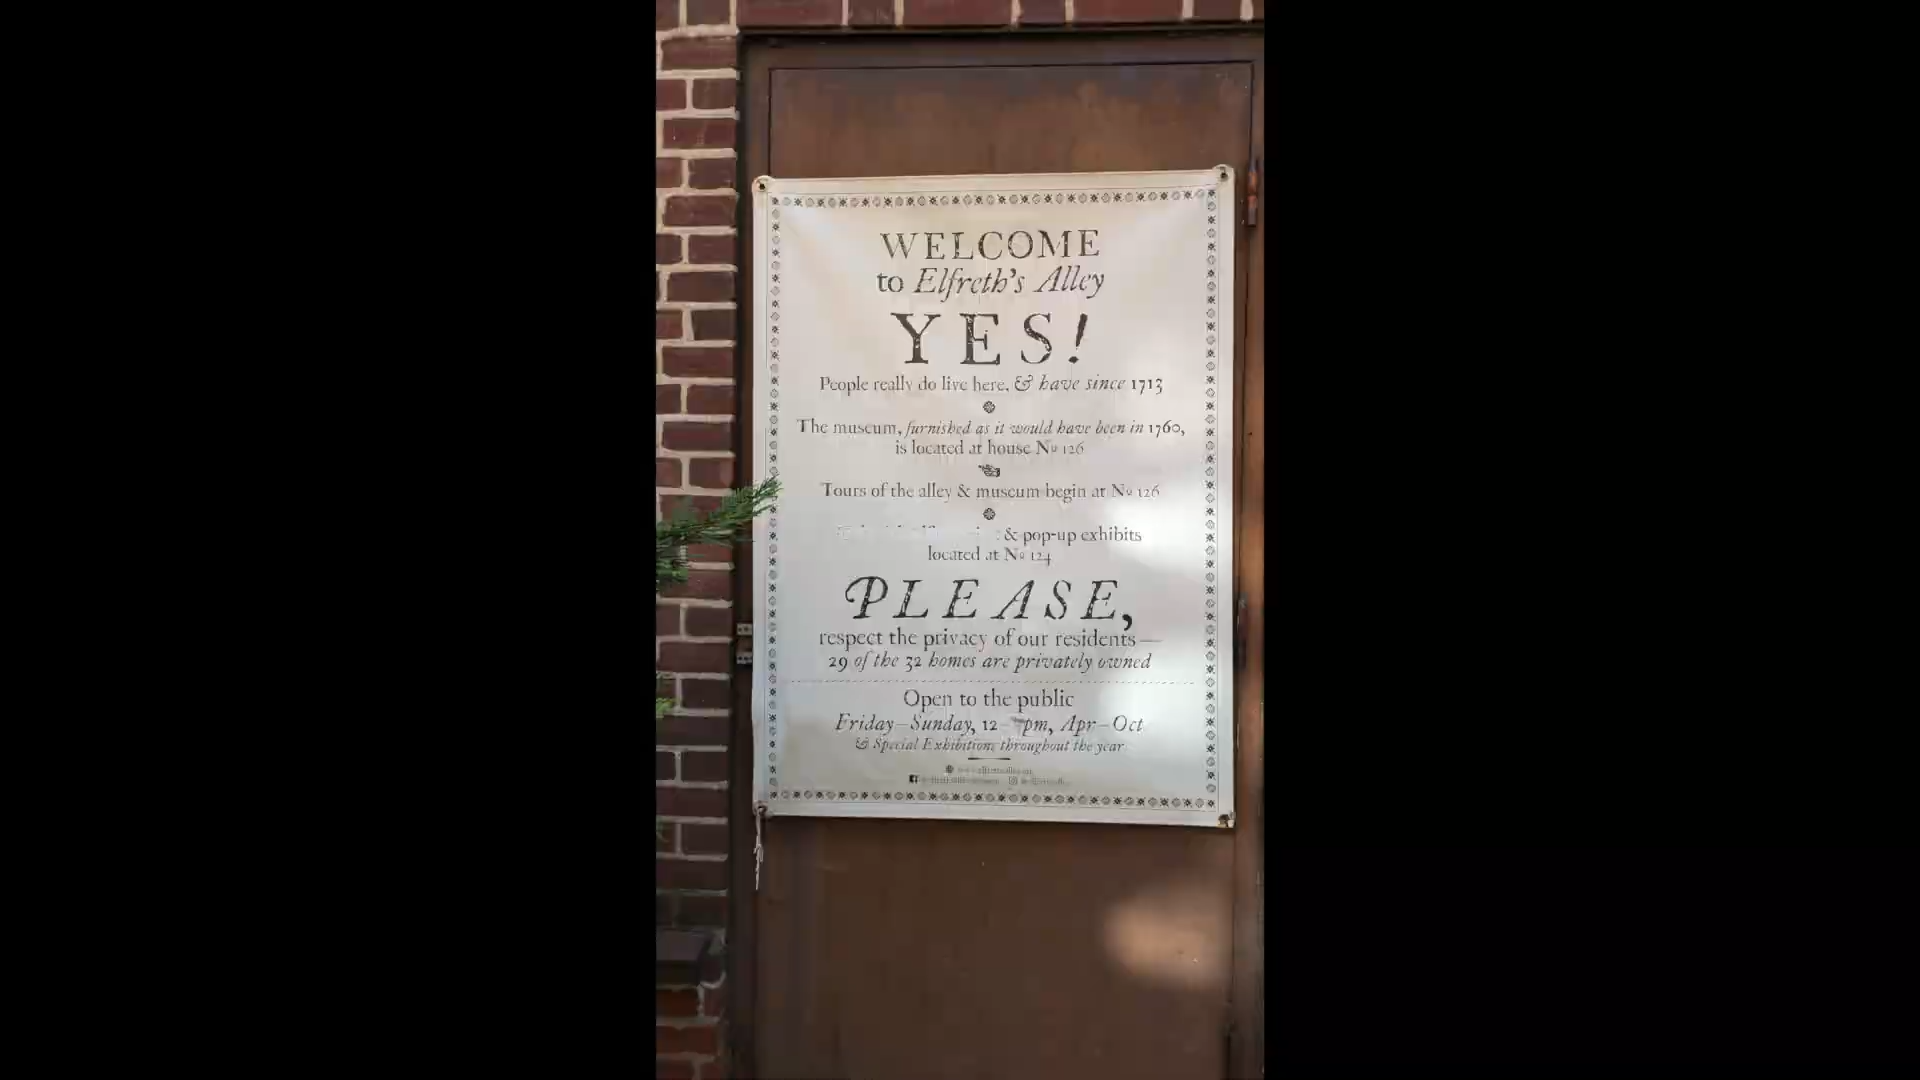 WELCOME
to Elfreth's Alley
YES!
People really do live here, & have since 1713
The museum, furnished as it would have been in 1760,
is located at house No 126
Tours of the alley & museum begin at No 126
& pop-up exhibits
located at No 124
PLEASE,
respect the privacy of our residents—
29 of the 32 homes are privately owned
Open to the public
Friday–Sunday, 12– pm, Apr–Oct
& Special Exhibitions throughout the year